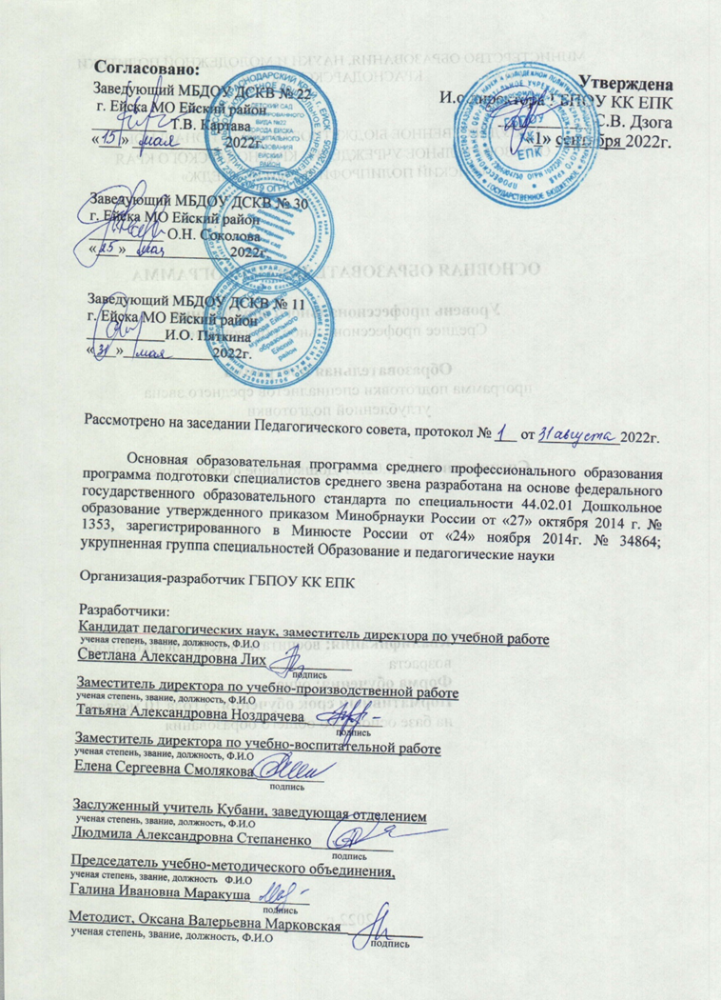 Согласовано:
Заведующий МБДОУ ДСКВ № 22
г. Ейска МО Ейский район
Т.В. Картава
«15» мая 2022г.
Утверждена
И.о. директора ГБПОУ КК ЕПК
С.В. Дзога
«1» сентября 2022г.
Заведующий МБДОУ ДСКВ № 30
г. Ейска МО Ейский район
О.Н. Соколова
«25» мая 2022г.
Заведующий МБДОУ ДСКВ № 11
г. Ейска МО Ейский район
И.О. Пяткина
«31» мая 2022г.
Рассмотрено на заседании Педагогического совета, протокол № 1 от 31 августа 2022г.
Основная образовательная программа среднего профессионального образования
программа подготовки специалистов среднего звена разработана на основе федерального
государственного образовательного стандарта по специальности 44.02.01 Дошкольное
образование утвержденного приказом Минобрнауки России от «27» октября 2014 г. №
1353, зарегистрированного в Минюсте России от «24» ноября 2014г. № 34864;
укрупненная группа специальностей Образование и педагогические науки
Организация-разработчик ГБПОУ КК ЕПК
Разработчики:
Кандидат педагогических наук, заместитель директора по учебной работе
ученая степень, звание, должность, Ф.И.О
Светлана Александровна Лих
подпись
Заместитель директора по учебно-производственной работе
ученая степень, звание, должность, Ф.И.О
Татьяна Александровна Ноздрачева
подпись
Заместитель директора по учебно-воспитательной работе
ученая степень, звание, должность, Ф.И.О
Елена Сергеевна Смолякова
подпись
Заслуженный учитель Кубани, заведующая отделением
ученая степень, звание, должность, Ф.И.О
Людмила Александровна Степаненко
подпись
Председатель учебно-методического объединения,
ученая степень, звание, должность Ф.И.О
Галина Ивановна Маракуша
подпись
Методист, Оксана Валерьевна Марковская
ученая степень, звание, должность, Ф.И.О
подпись